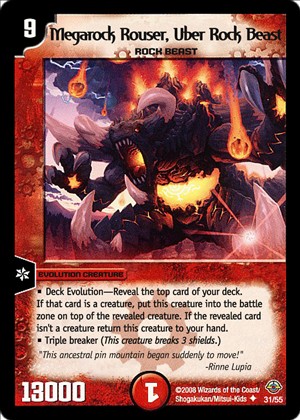 9 Megarock Rouser, Uber Rock Beast
ROCK BEAST
EVOLUTION CREATURE
• Deck Evolution—Reveal the top card of your deck.
If that card is a creature, put this creature into the battle
zone on top of the revealed creature. If the revealed card
isn't a creature return this creature to your hand.
• Triple breaker (This creature breaks 3 shields.)
"This ancestral pin mountain began suddenly to move!"
-Rinne Lupia
13000
1
©2008 Wizards of the Coast/
Shogakukan/Mitsui-Kids ✦ 31/55